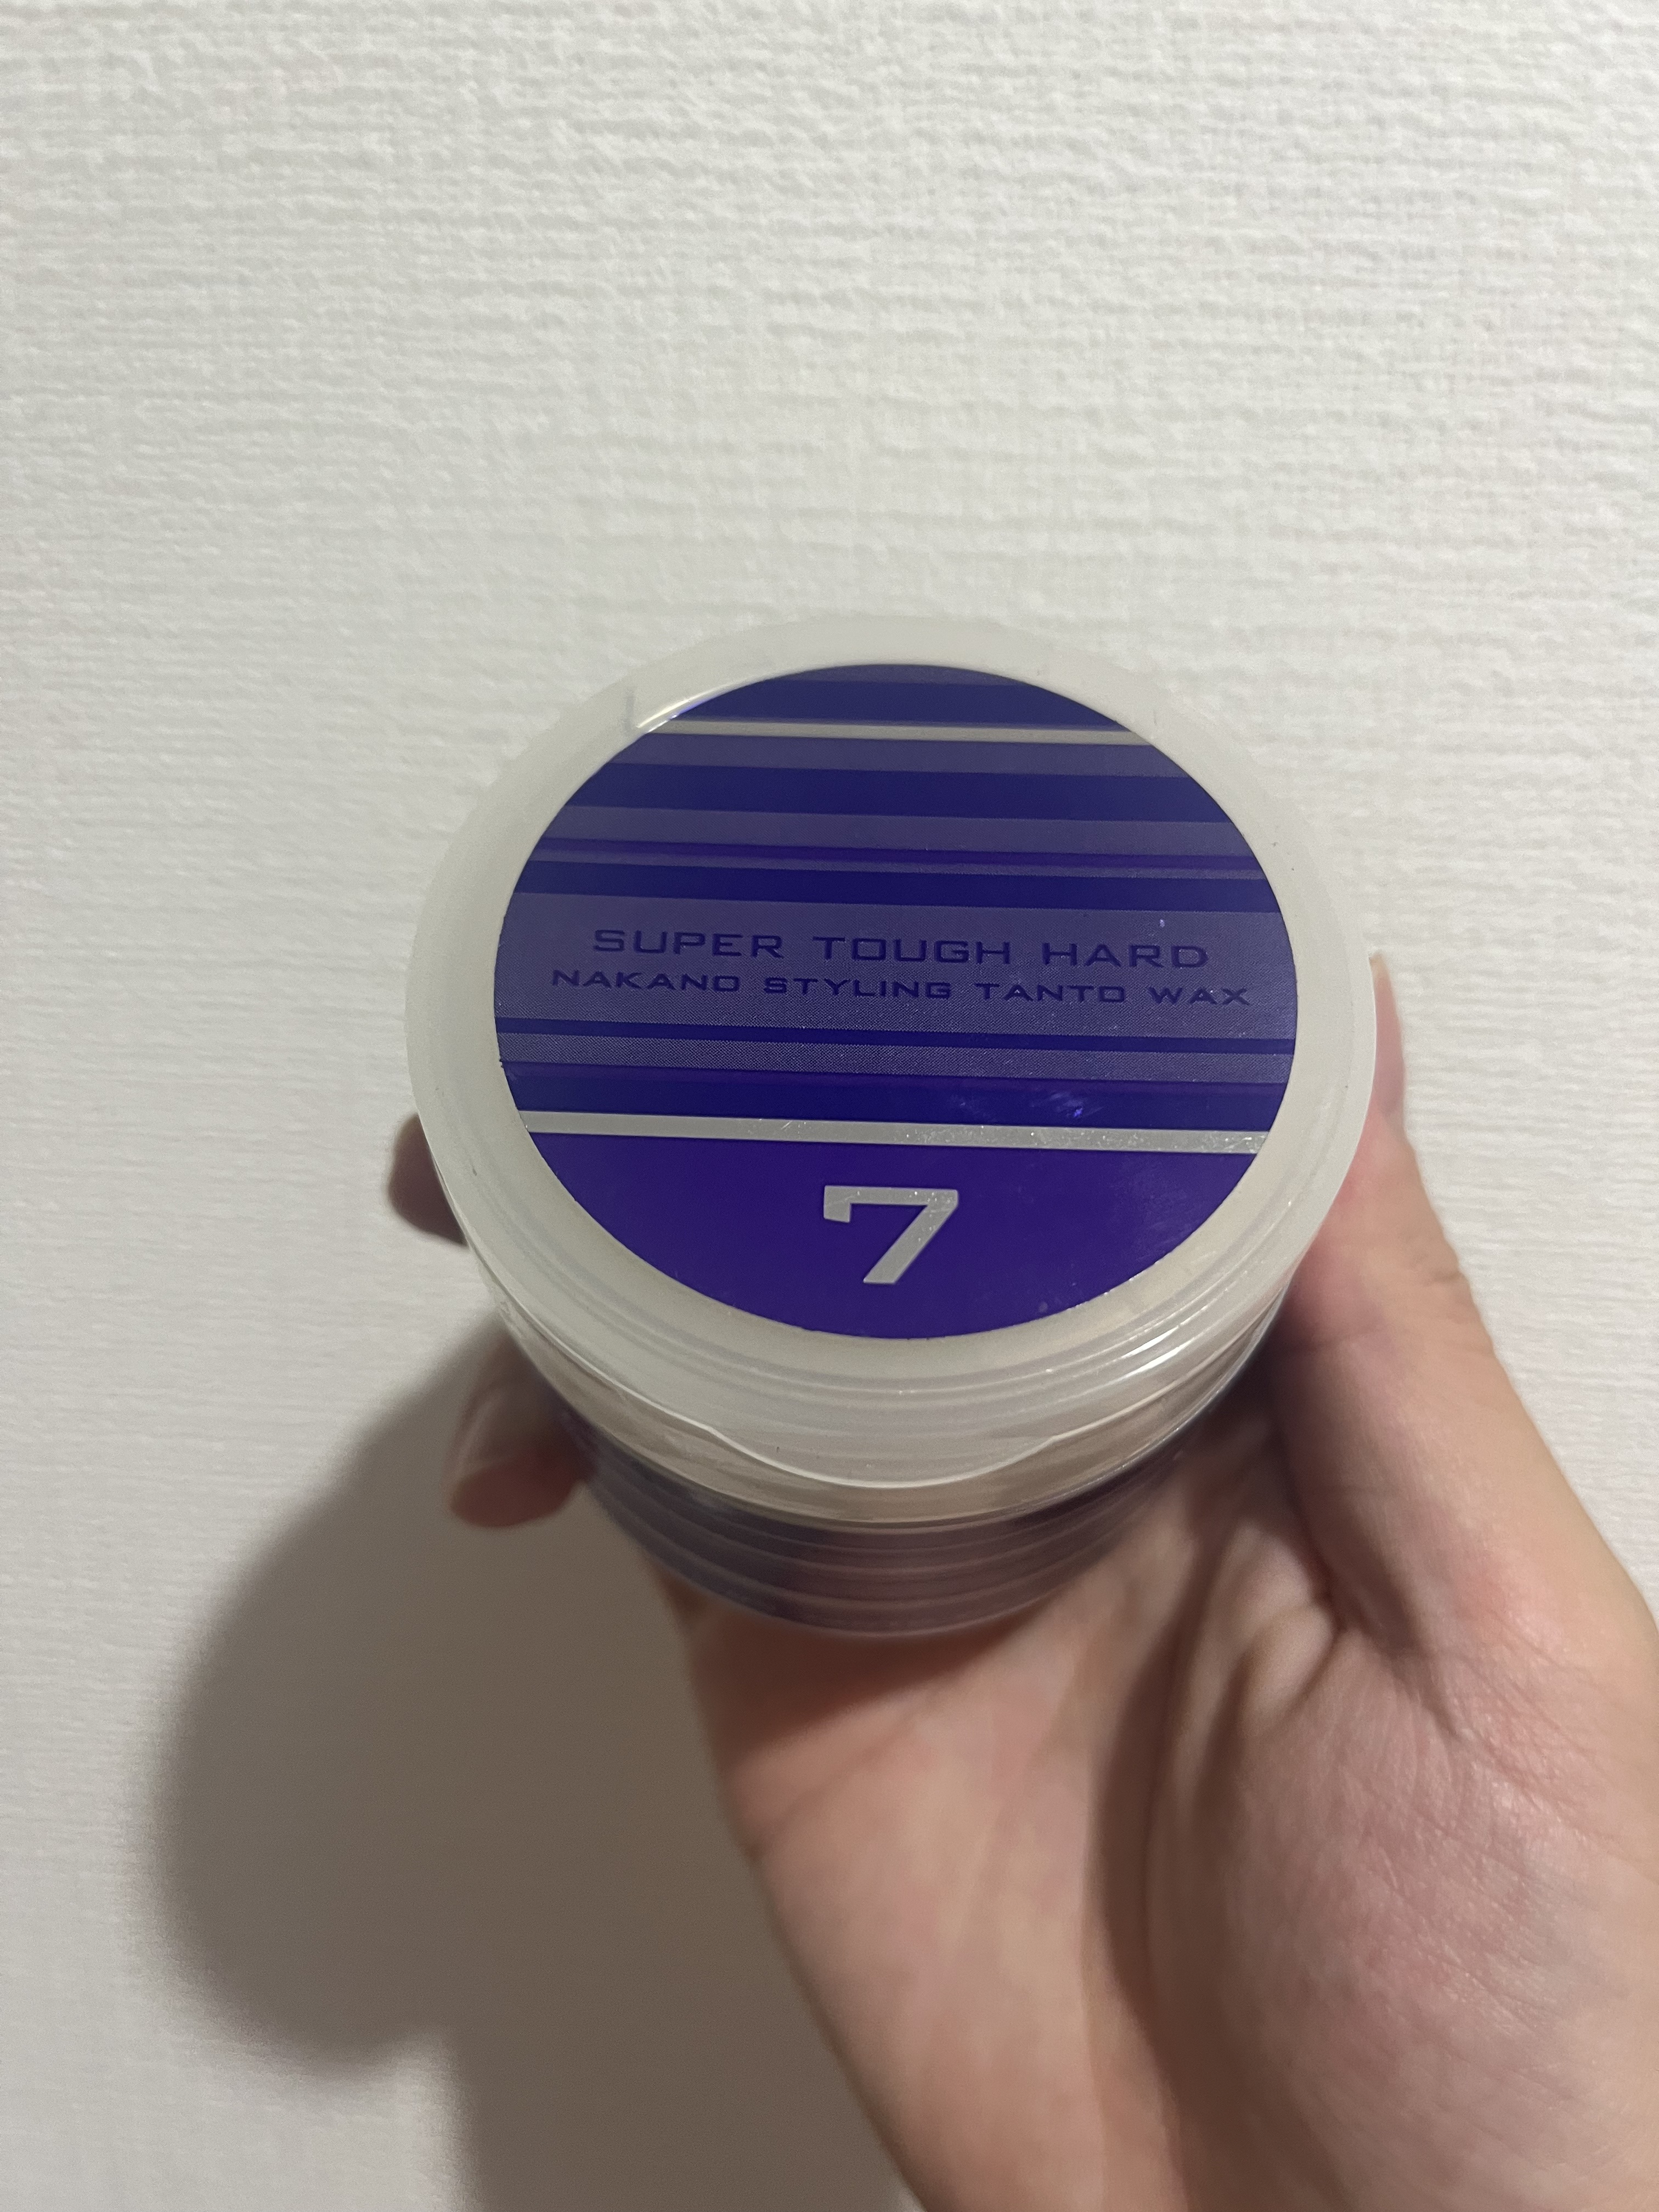 SUPER TOUGH HARD
NAKANO STYLING TANTO WAX
7